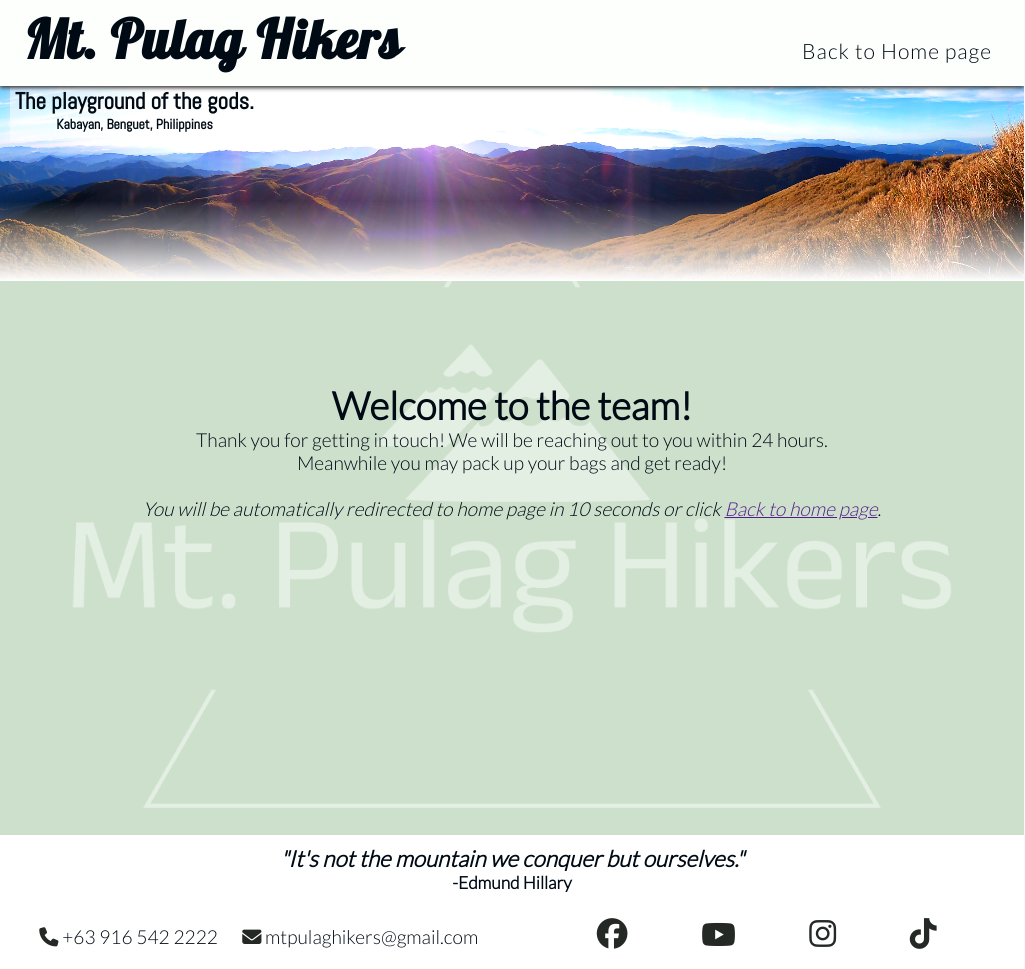 Mt. Pulag Hikers
Back to Home page
The playground of the gods.
Kabayan, Benguet, Philippines
Welcome to the team!
Thank you for getting in touch! We will be reaching out to you within 24 hours.
Meanwhile you may pack up your bags and get ready!
You will be automatically redirected to home page in 10 seconds or click Back to home page.
Mt. Pulag Hikers
"It's not the mountain we conquer but ourselves."
-Edmund Hillary
+63 916 542 2222 mtpulaghikers@gmail.com